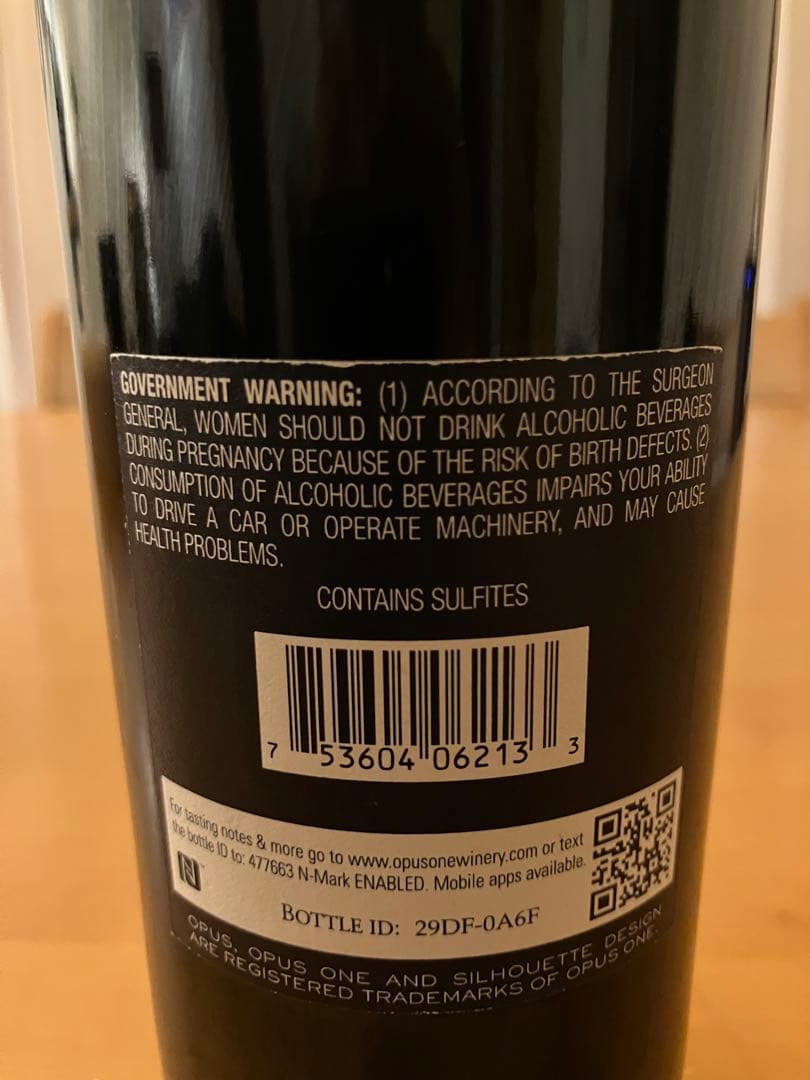 GOVERNMENT WARNING: (1) ACCORDING TO THE SURGEON
GENERAL, WOMEN SHOULD NOT DRINK ALCOHOLIC BEVERAGES
DURING PREGNANCY BECAUSE OF THE RISK OF BIRTH DEFECTS. (2)
CONSUMPTION OF ALCOHOLIC BEVERAGES IMPAIRS YOUR ABILITY
TO DRIVE A CAR OR OPERATE MACHINERY, AND MAY CAUSE
HEALTH PROBLEMS.
CONTAINS SULFITES
7 53604 06213 3
For tasting notes & more go to www.opusonewinery.com or text
the bottle ID to: 477663 N-Mark ENABLED. Mobile apps available.
N™
BOTTLE ID: 29DF-0A6F
OPUS, OPUS ONE AND SILHOUETTE DESIGN
ARE REGISTERED TRADEMARKS OF OPUS ONE.